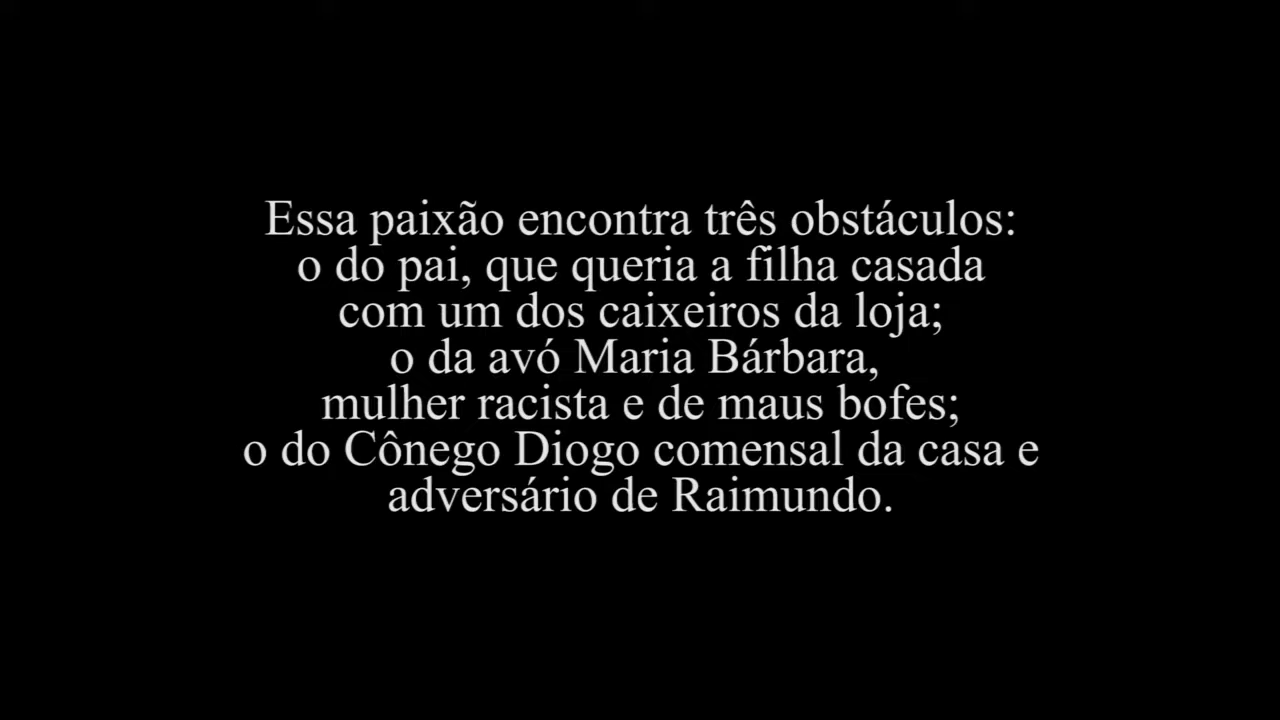 Essa paixão encontra três obstáculos:
o do pai, que queria a filha casada
com um dos caixeiros da loja;
o da avó Maria Bárbara,
mulher racista e de maus bofes;
o do Cônego Diogo comensal da casa e
adversário de Raimundo.